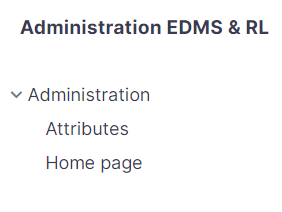 Administration EDMS & RL
Administration
Attributes
Home page